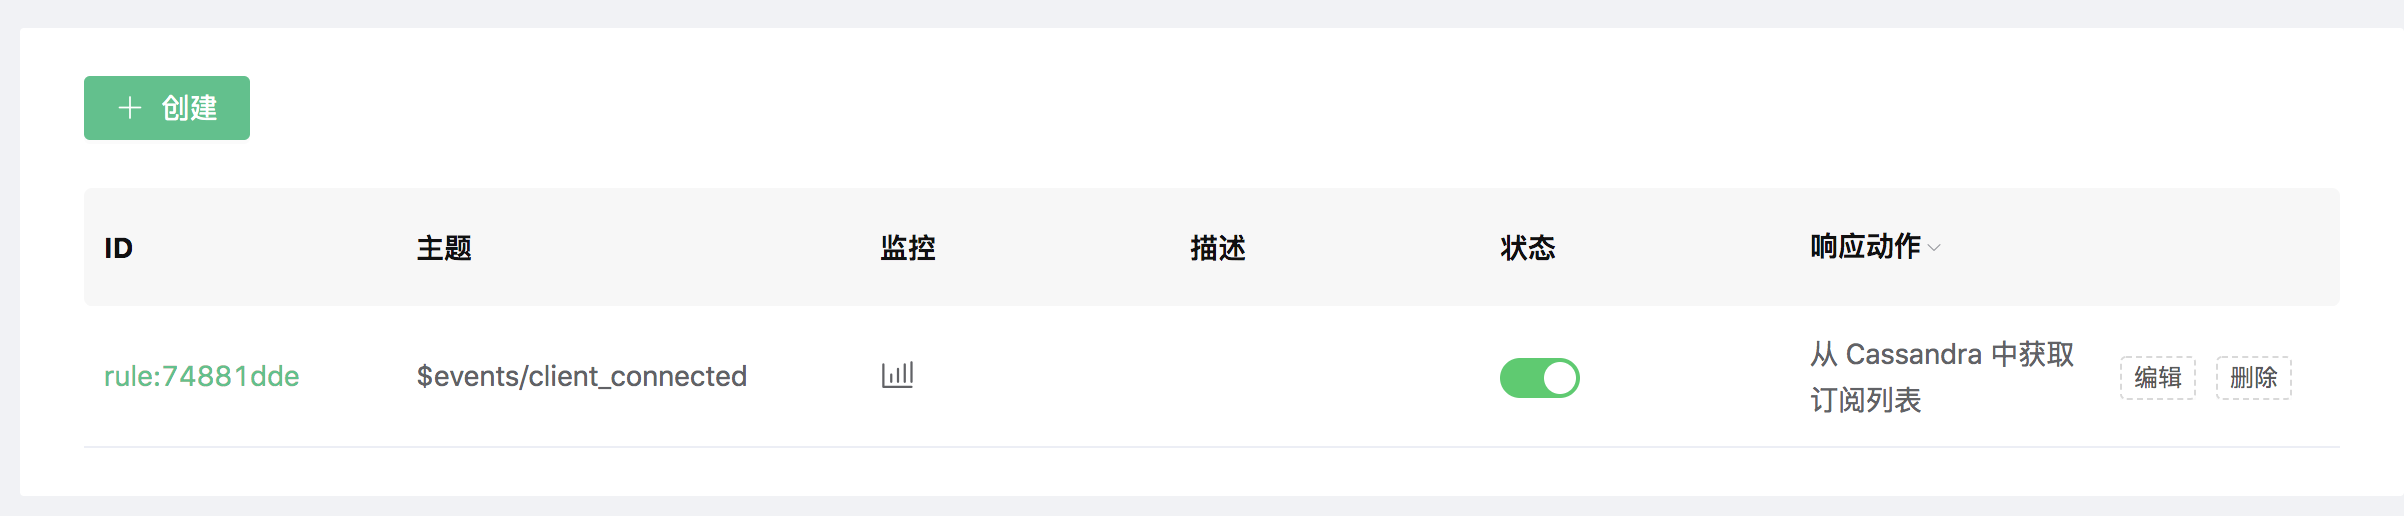 创建
ID 主题 监控 描述 状态 响应动作
rule:74881dde $events/client_connected 从 Cassandra 中获取 编辑 删除
订阅列表